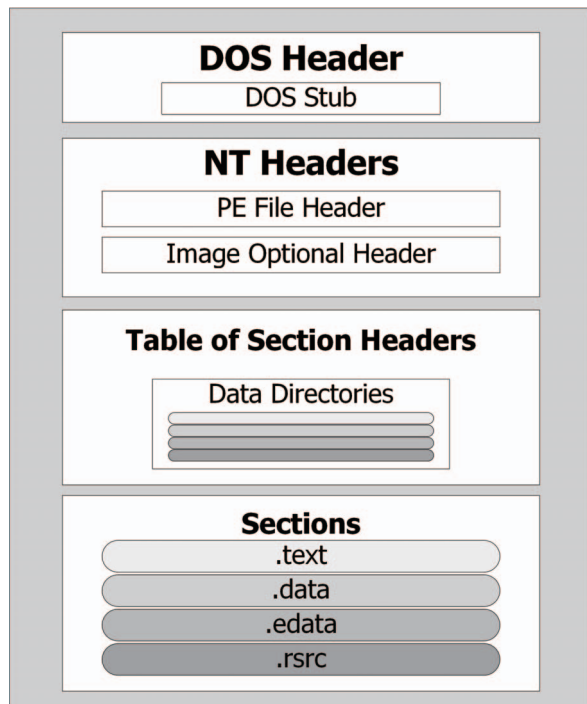 DOS Header
DOS Stub
NT Headers
PE File Header
Image Optional Header
Table of Section Headers
Data Directories
Sections
.text
.data
.edata
.rsrc